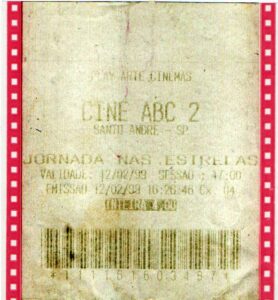 PLAY ARTE CINEMAS
CINE ABC 2
SANTO ANDRE - SP
JORNADA NAS ESTRELAS
VALIDADE: 12/02/99 SESSAO : 17:00
EMISSAO 12/02/99 16:26:46 CX 04
INTEIRA